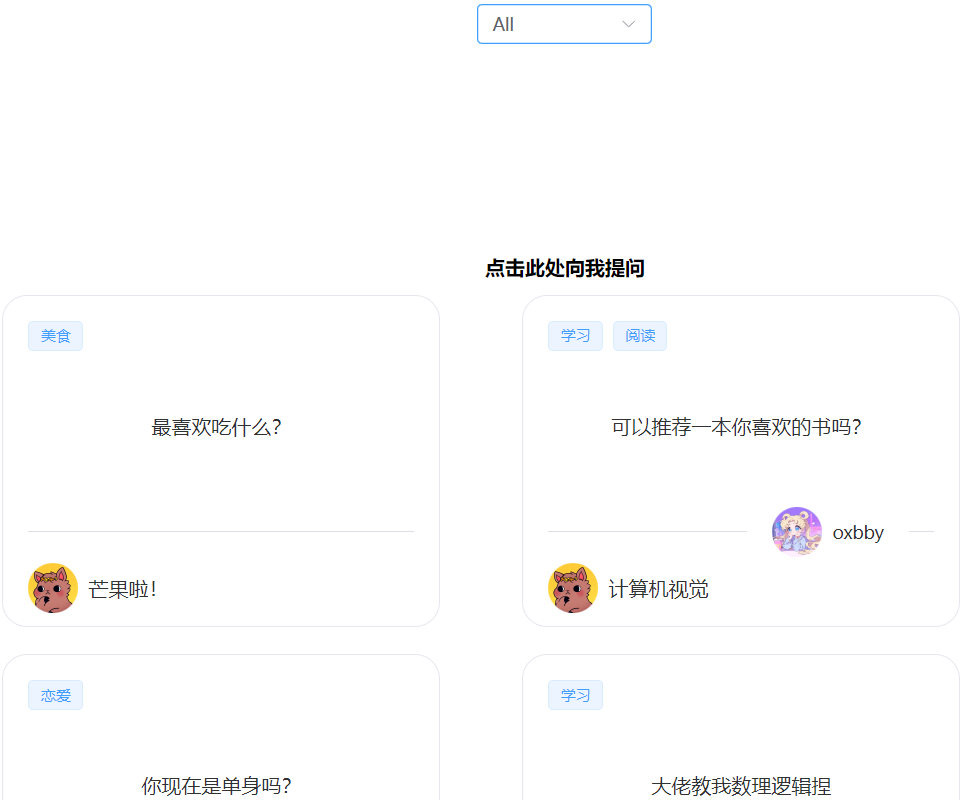 All
点击此处向我提问
美食
最喜欢吃什么？
芒果啦！
学习 阅读
可以推荐一本你喜欢的书吗？
oxbby
计算机视觉
恋爱
你现在是单身吗？
学习
大佬教我数理逻辑捏